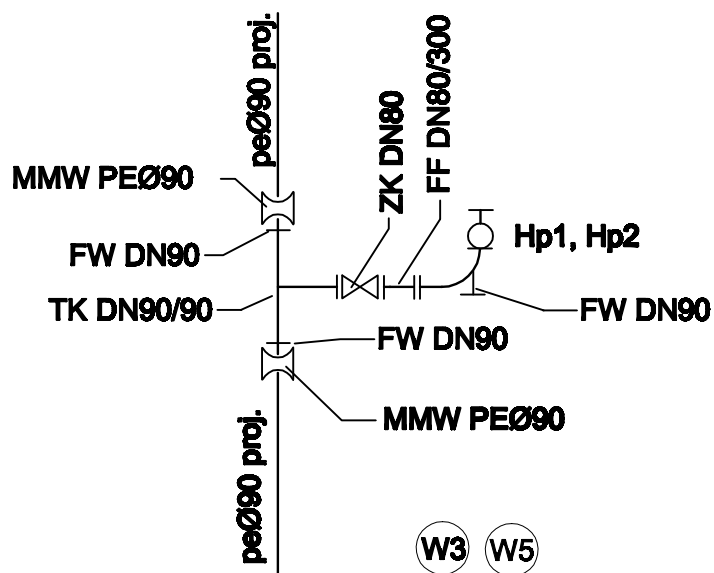 peØ90 proj.
ZK DN80
FF DN80/300
MMW PEØ90
Hp1, Hp2
FW DN90
TK DN90/90
FW DN90
FW DN90
MMW PEØ90
peØ90 proj.
W3
W5